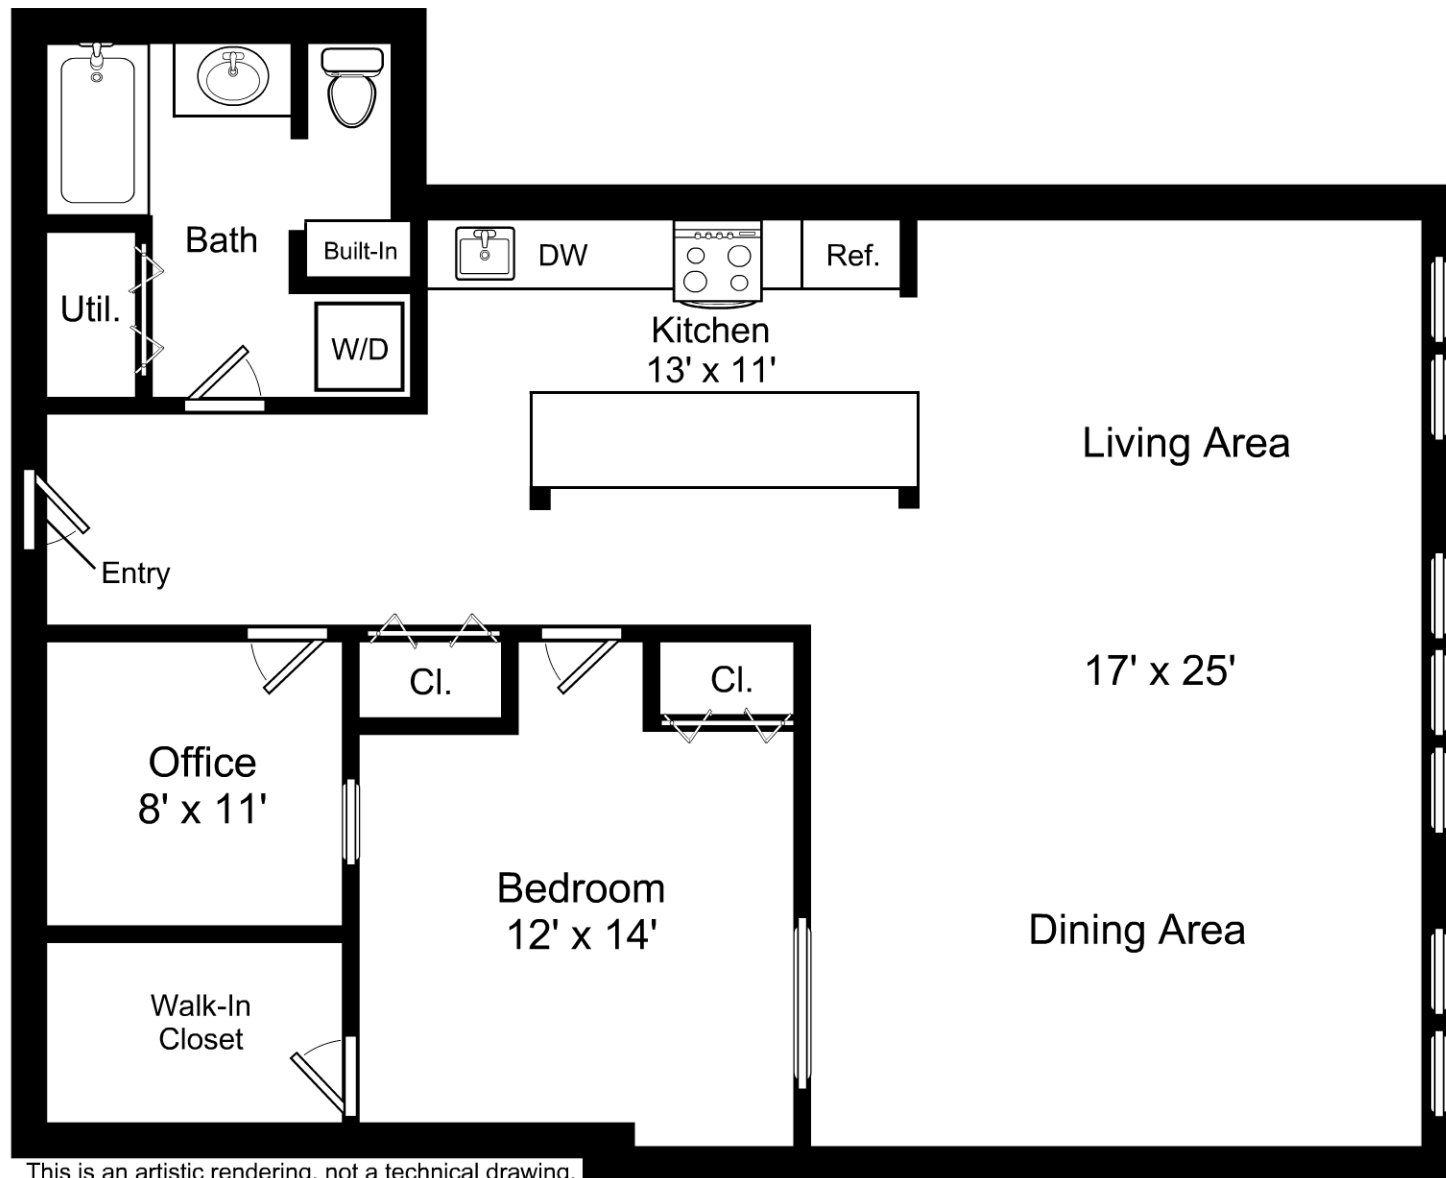 Bath
Built-In
DW
Ref.
Util.
W/D
Kitchen
13' x 11'
Living Area
Entry
17' x 25'
Cl.
Cl.
Office
8' x 11'
Bedroom
12' x 14'
Dining Area
Walk-In
Closet
This is an artistic rendering, not a technical drawing.